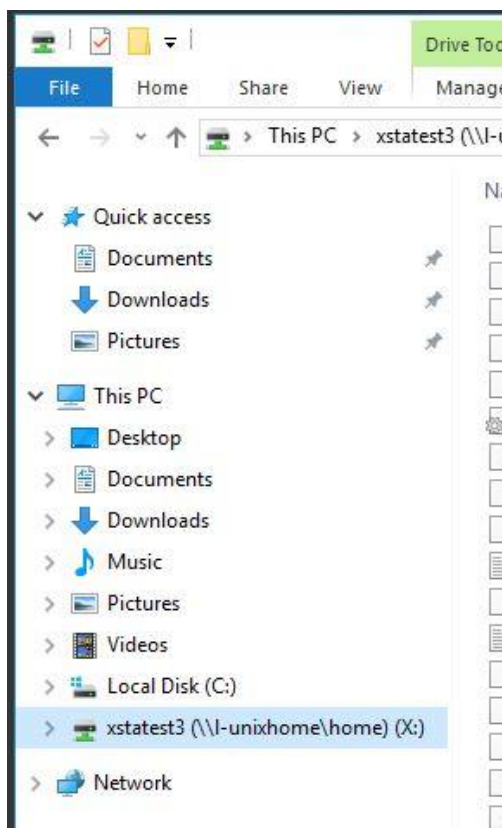 Drive Too
File Home Share View Manage
This PC > xstatest3 (\\I-u
Na
Quick access
Documents
Downloads
Pictures
This PC
Desktop
Documents
Downloads
Music
Pictures
Videos
Local Disk (C:)
xstatest3 (\\I-unixhome\home) (X:)
Network